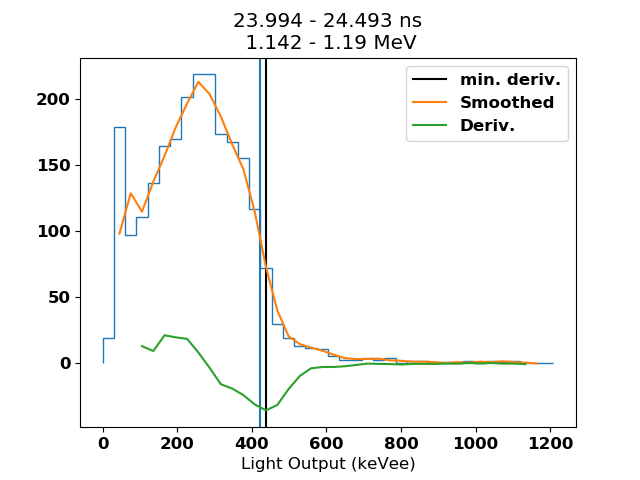 23.994 - 24.493 ns
1.142 - 1.19 MeV
min. deriv.
Smoothed
Deriv.
200
150
100
50
0
0 200 400 600 800 1000 1200
Light Output (keVee)